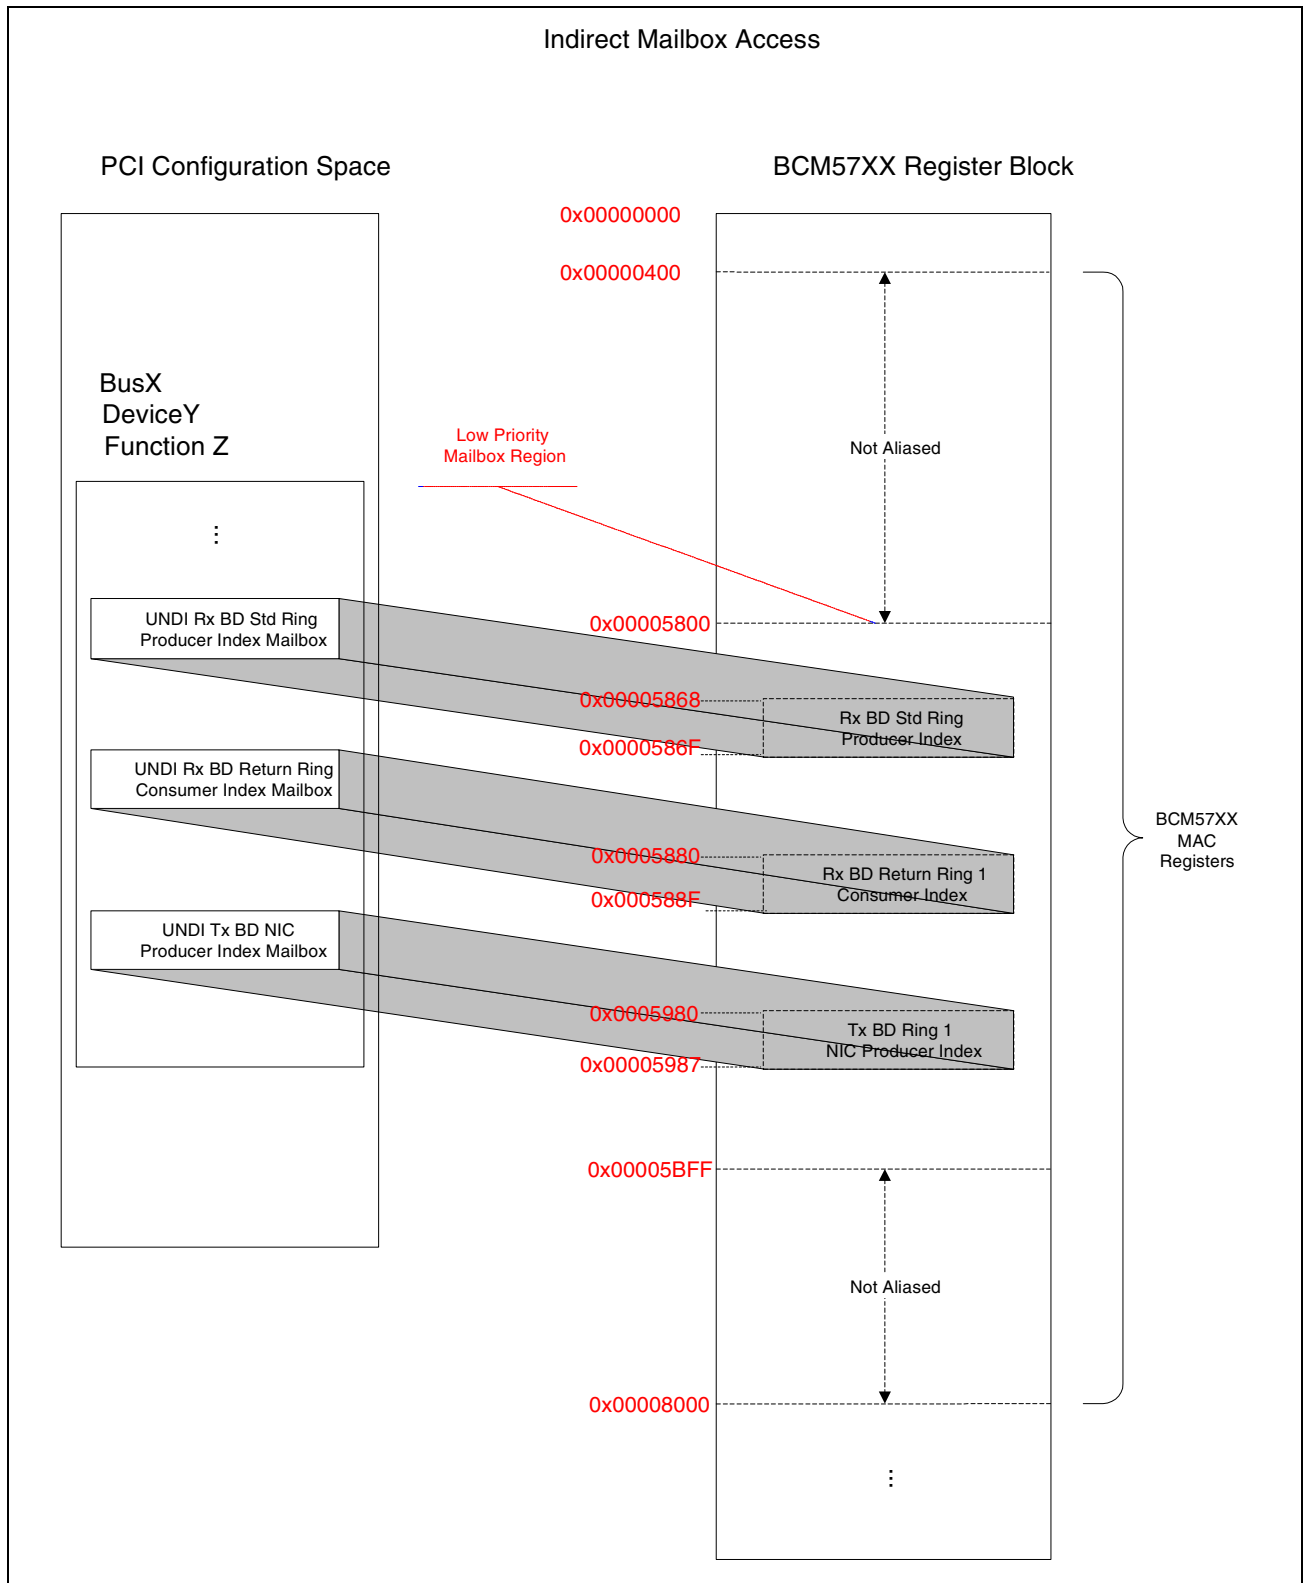 Indirect Mailbox Access
PCI Configuration Space
BCM57XX Register Block
0x00000000
0x00000400
BusX
DeviceY
Function Z
Low Priority
Mailbox Region
Not Aliased
⋮
UNDI Rx BD Std Ring
Producer Index Mailbox
0x00005800
0x00005868
Rx BD Std Ring
Producer Index
0x0000586F
UNDI Rx BD Return Ring
Consumer Index Mailbox
BCM57XX
MAC
Registers
0x0005880
Rx BD Return Ring 1
Consumer Index
0x000588F
UNDI Tx BD NIC
Producer Index Mailbox
0x0005980
Tx BD Ring 1
NIC Producer Index
0x00005987
0x00005BFF
Not Aliased
0x00008000
⋮